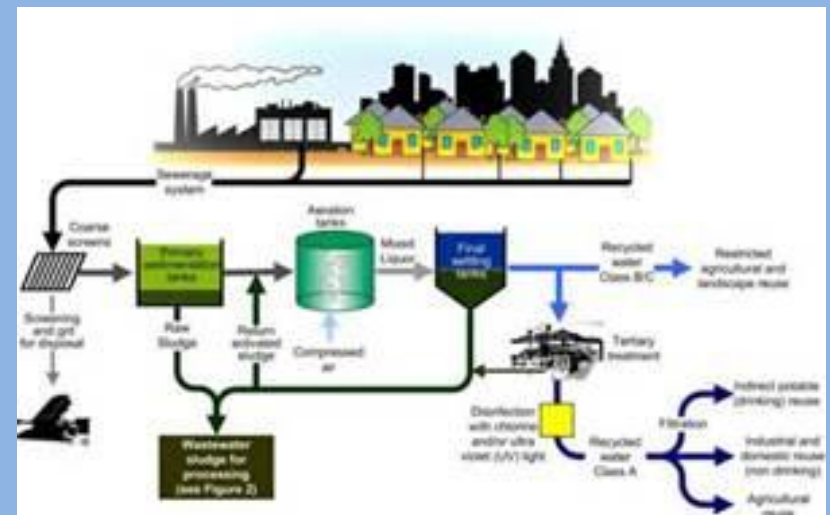 Sewerage
system
Coarse
screens
Primary
sedimentation
tanks
Aeration
tanks
Mixed
Liquor
Final
settling
tanks
Recycled
water
Class B/C
Restricted
agricultural and
landscape reuse
Screening
and grit
for disposal
Raw
Sludge
Return
activated
sludge
Compressed
air
Tertiary
treatment
Wastewater
sludge for
processing
(see Figure 2)
Disinfection
with chlorine
and/or ultra
violet (UV) light
Recycled
water
Class A
Filtration
Indirect potable
(drinking) reuse
Industrial and
domestic reuse
(non drinking)
Agricultural
reuse